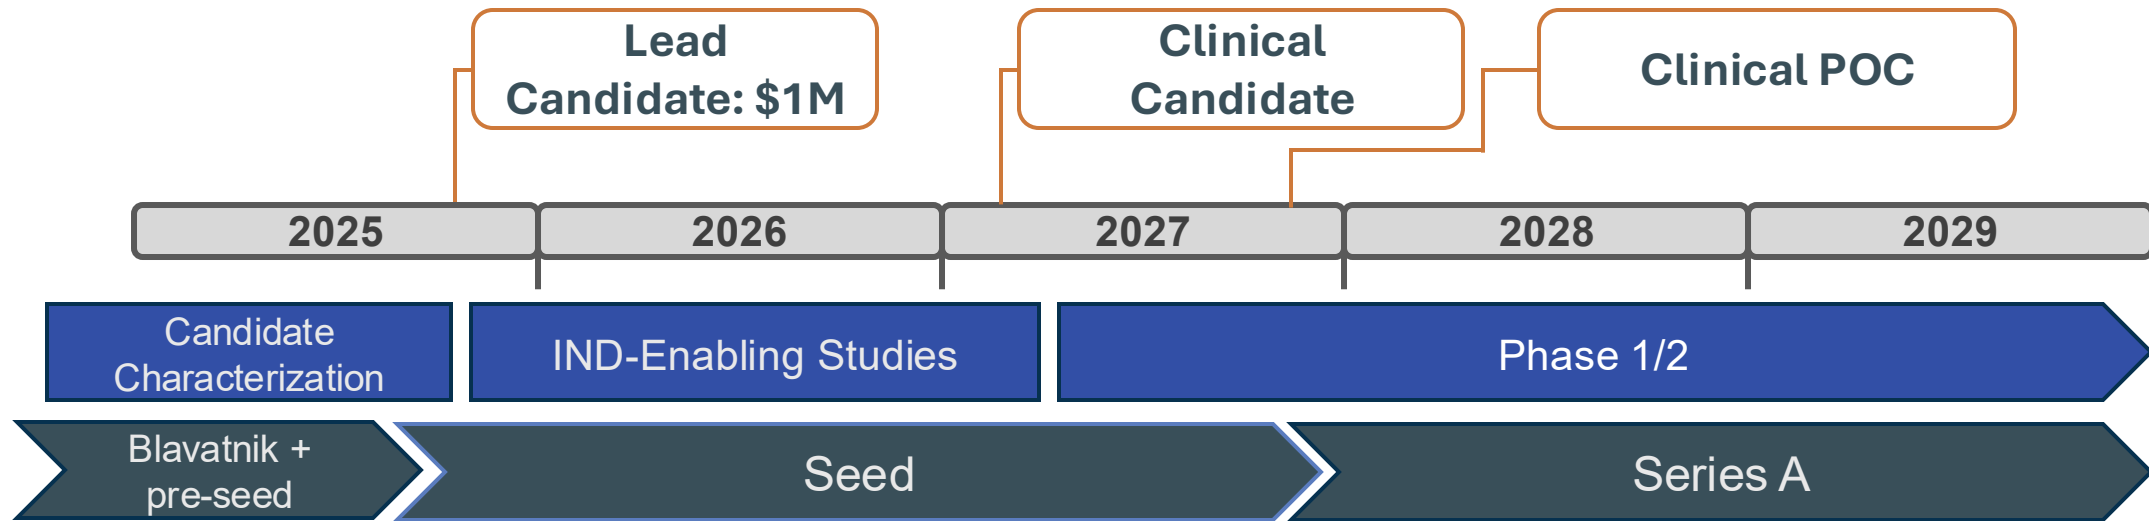 Lead
Candidate: $1M
Clinical
Candidate
Clinical POC
2025
2026
2027
2028
2029
Candidate
Characterization
IND-Enabling Studies
Phase 1/2
Blavatnik +
pre-seed
Seed
Series A